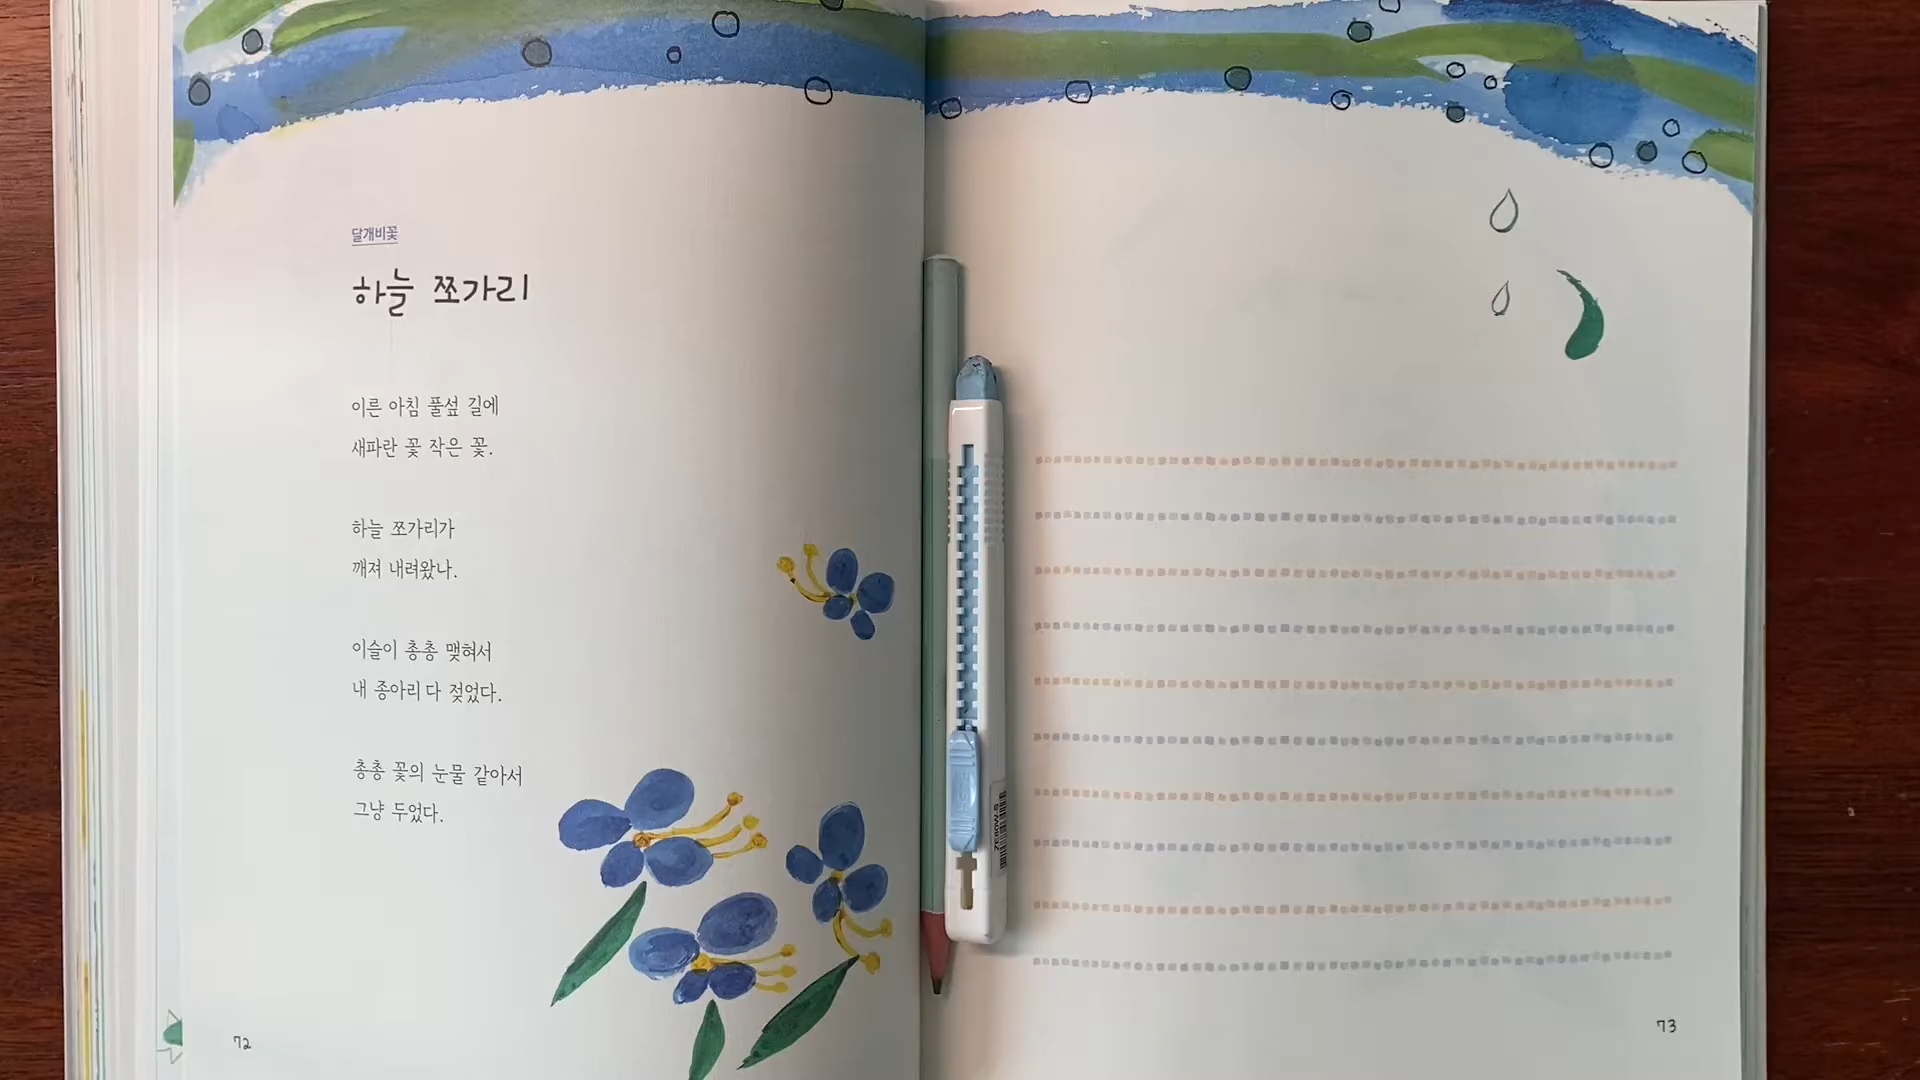 달개비꽃
하늘 쪼가리
이른 아침 풀섶 길에
새파란 꽃 작은 꽃.
하늘 쪼가리가
깨져 내려왔나.
이슬이 총총 맺혀서
내 종아리 다 젖었다.
총총 꽃의 눈물 같아서
그냥 두었다.
72
ZE80W-S
73